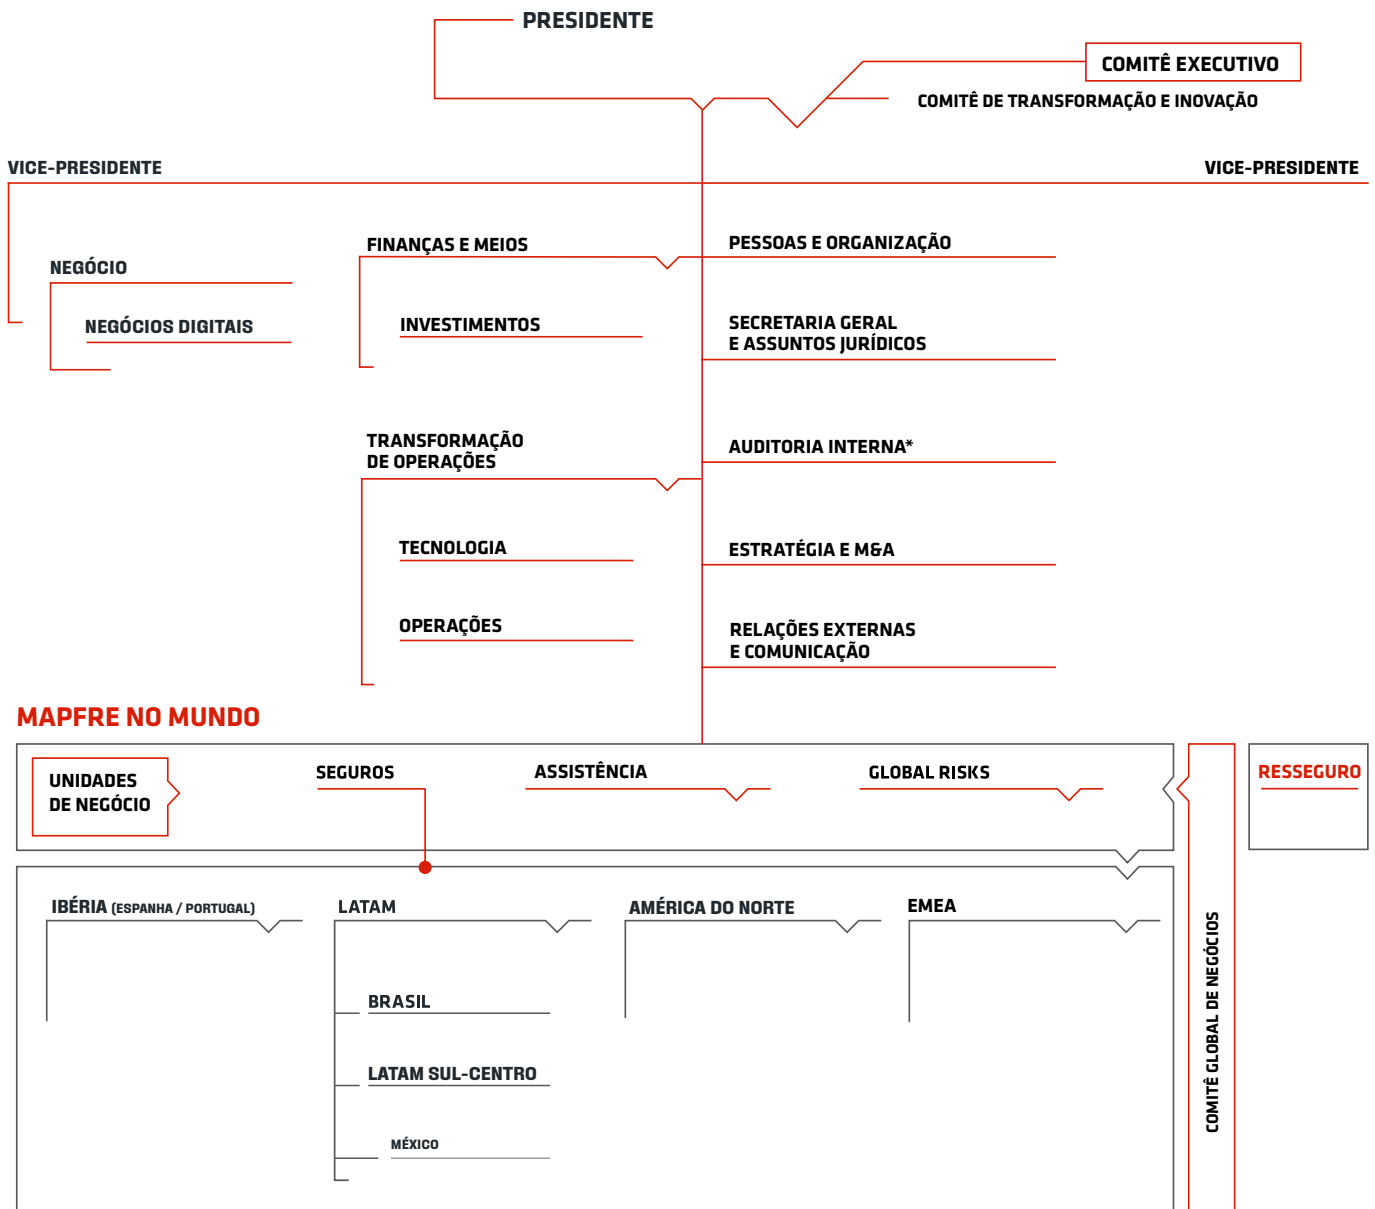 PRESIDENTE
COMITÊ EXECUTIVO
COMITÊ DE TRANSFORMAÇÃO E INOVAÇÃO
VICE-PRESIDENTE
VICE-PRESIDENTE
NEGÓCIO
NEGÓCIOS DIGITAIS
FINANÇAS E MEIOS
INVESTIMENTOS
TRANSFORMAÇÃO
DE OPERAÇÕES
TECNOLOGIA
OPERAÇÕES
PESSOAS E ORGANIZAÇÃO
SECRETARIA GERAL
E ASSUNTOS JURÍDICOS
AUDITORIA INTERNA*
ESTRATÉGIA E M&A
RELAÇÕES EXTERNAS
E COMUNICAÇÃO
MAPFRE NO MUNDO
UNIDADES
DE NEGÓCIO
SEGUROS
ASSISTÊNCIA
GLOBAL RISKS
RESSEGURO
IBÉRIA (ESPANHA / PORTUGAL)
LATAM
BRASIL
LATAM SUL-CENTRO
MÉXICO
AMÉRICA DO NORTE
EMEA
COMITÊ GLOBAL DE NEGÓCIOS